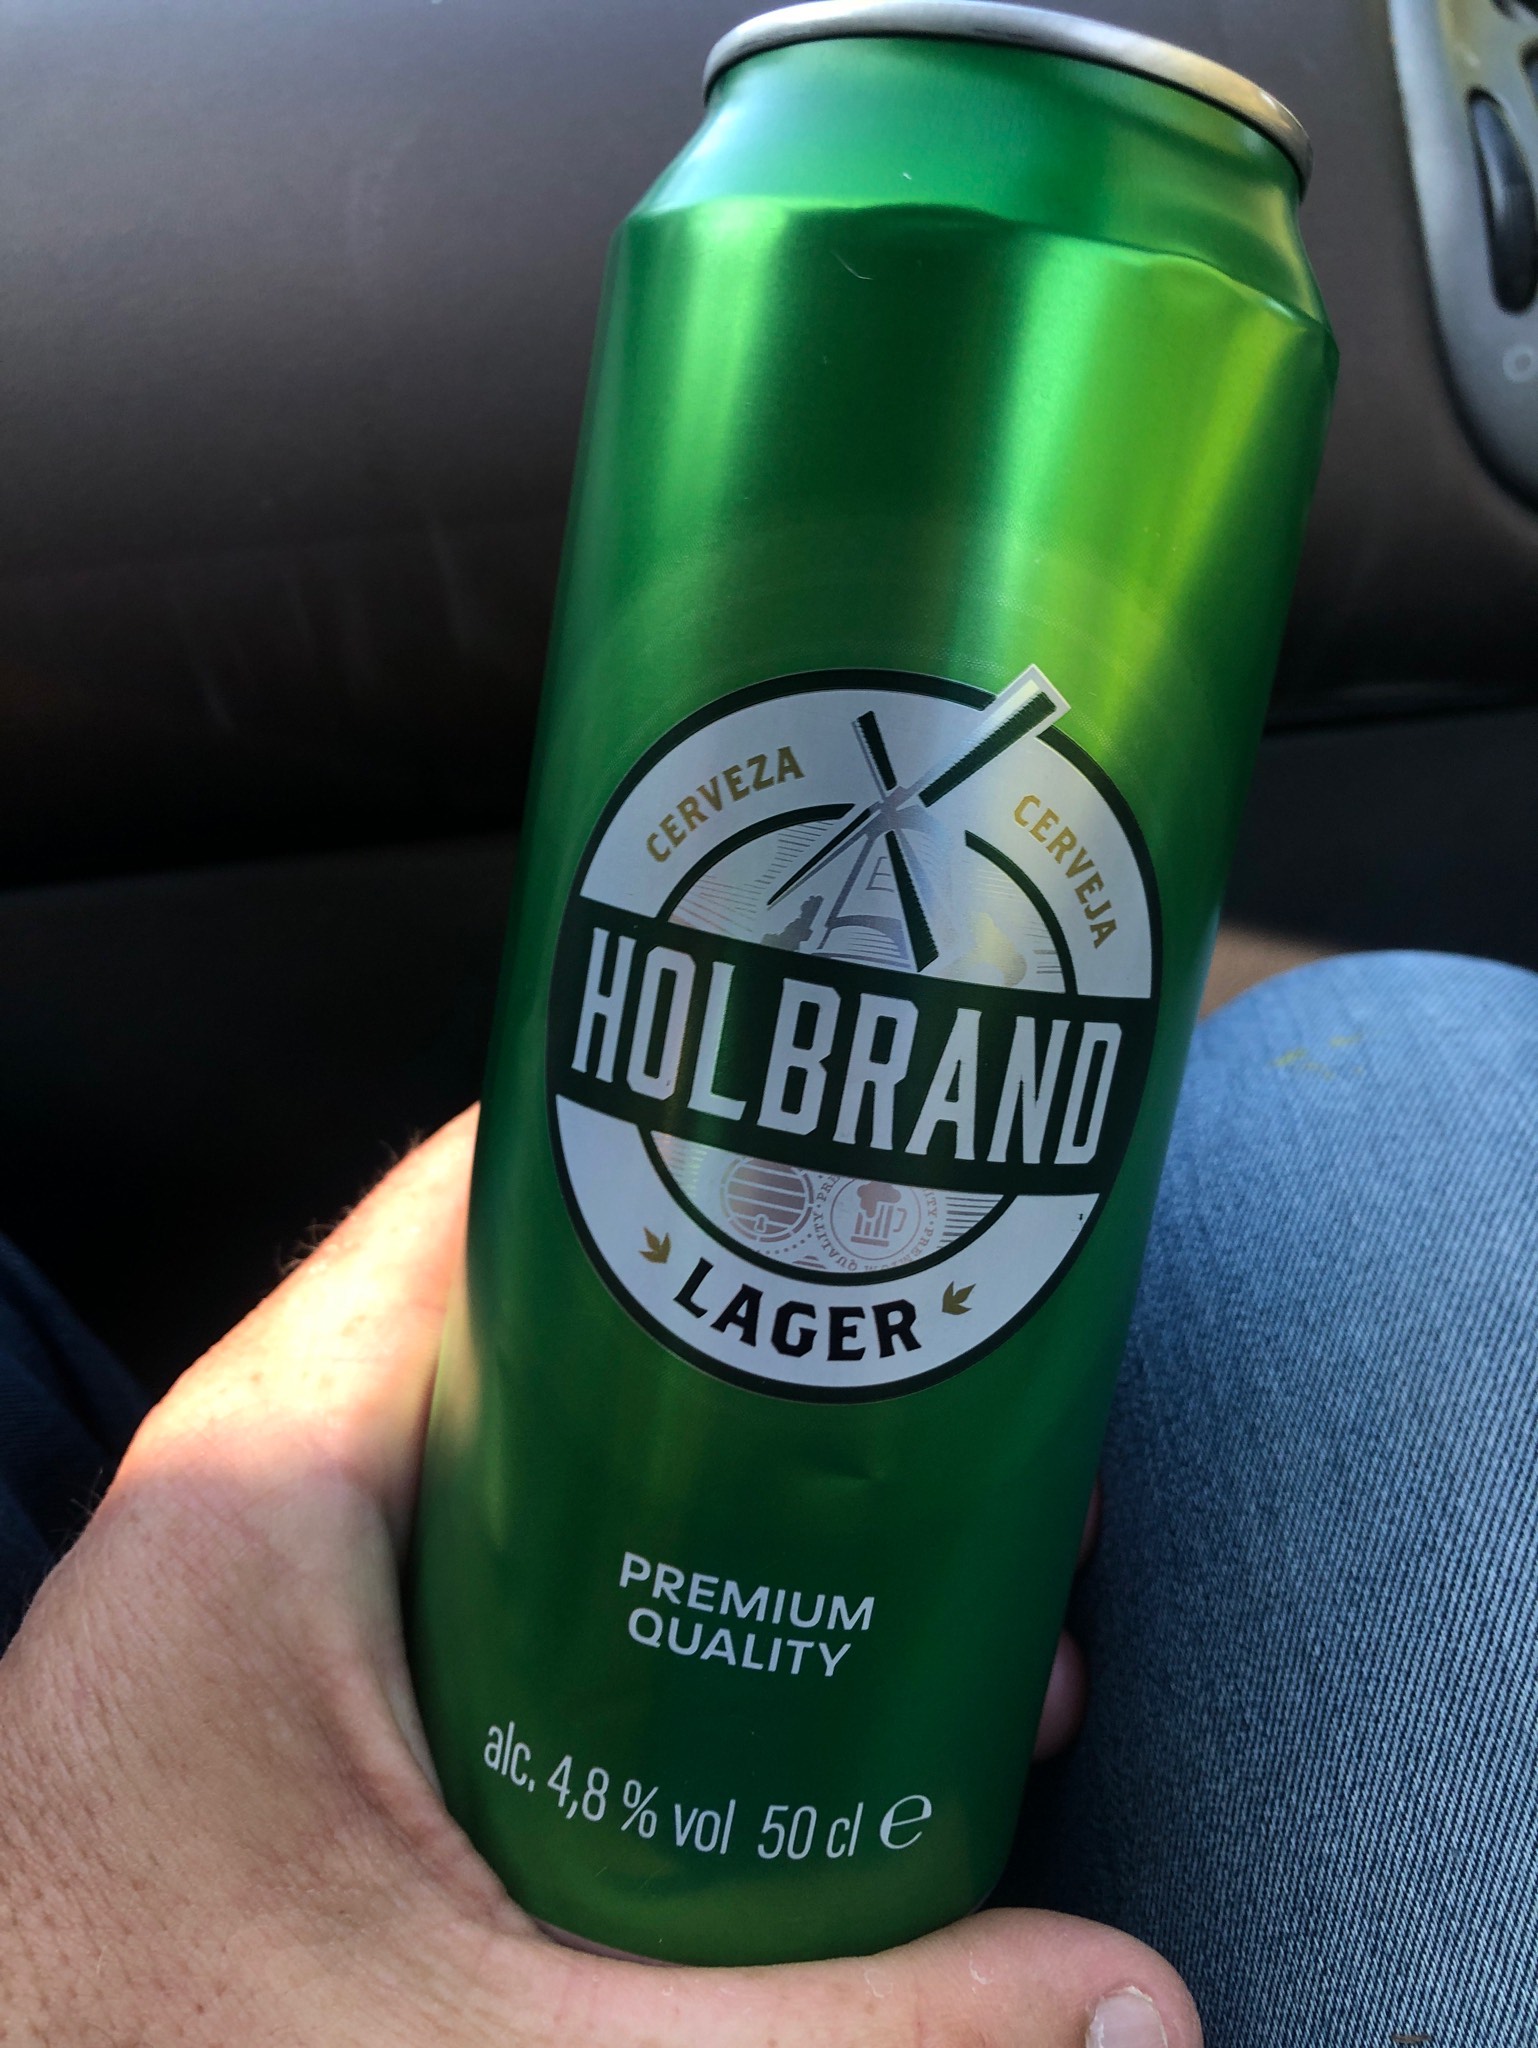 CERVEZA
CERVEJA
HOLBRAND
LAGER
PREMIUM
QUALITY
alc. 4,8 % vol 50 cl ℮